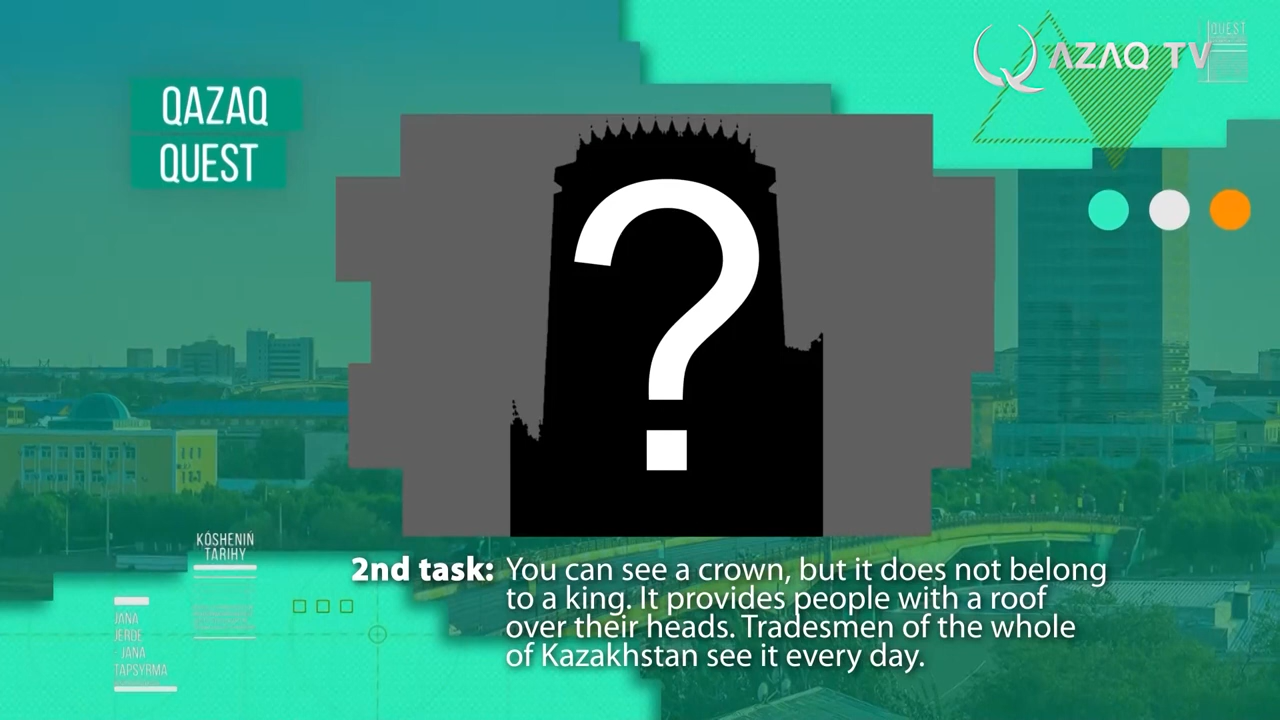 QAZAQ TV
QUEST
QAZAQ
QUEST
?
KÓSHENIŃ
TARIHY
JAŃA
JERDE
- JAŃA
TAPSYRMA
2nd task: You can see a crown, but it does not belong
to a king. It provides people with a roof
over their heads. Tradesmen of the whole
of Kazakhstan see it every day.